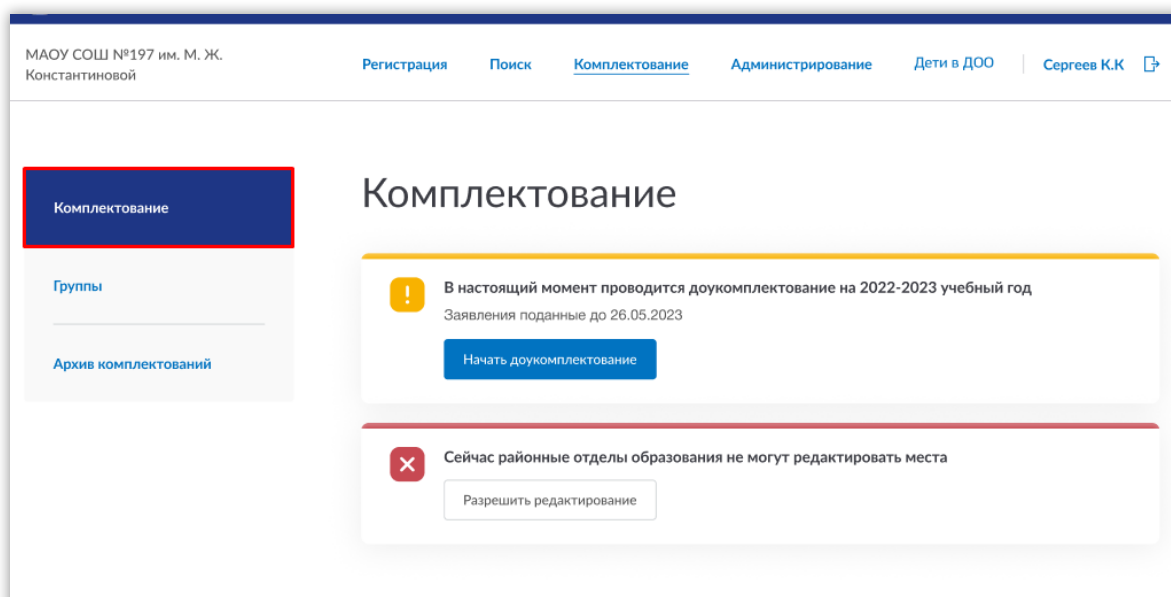 МАОУ СОШ №197 им. М. Ж.
Константиновой
Регистрация Поиск Комплектование Администрирование Дети в ДОО Сергеев К.К
Комплектование
Группы
Архив комплектований
Комплектование
В настоящий момент проводится доукомплектование на 2022-2023 учебный год
Заявления поданные до 26.05.2023
Начать доукомплектование
Сейчас районные отделы образования не могут редактировать места
Разрешить редактирование